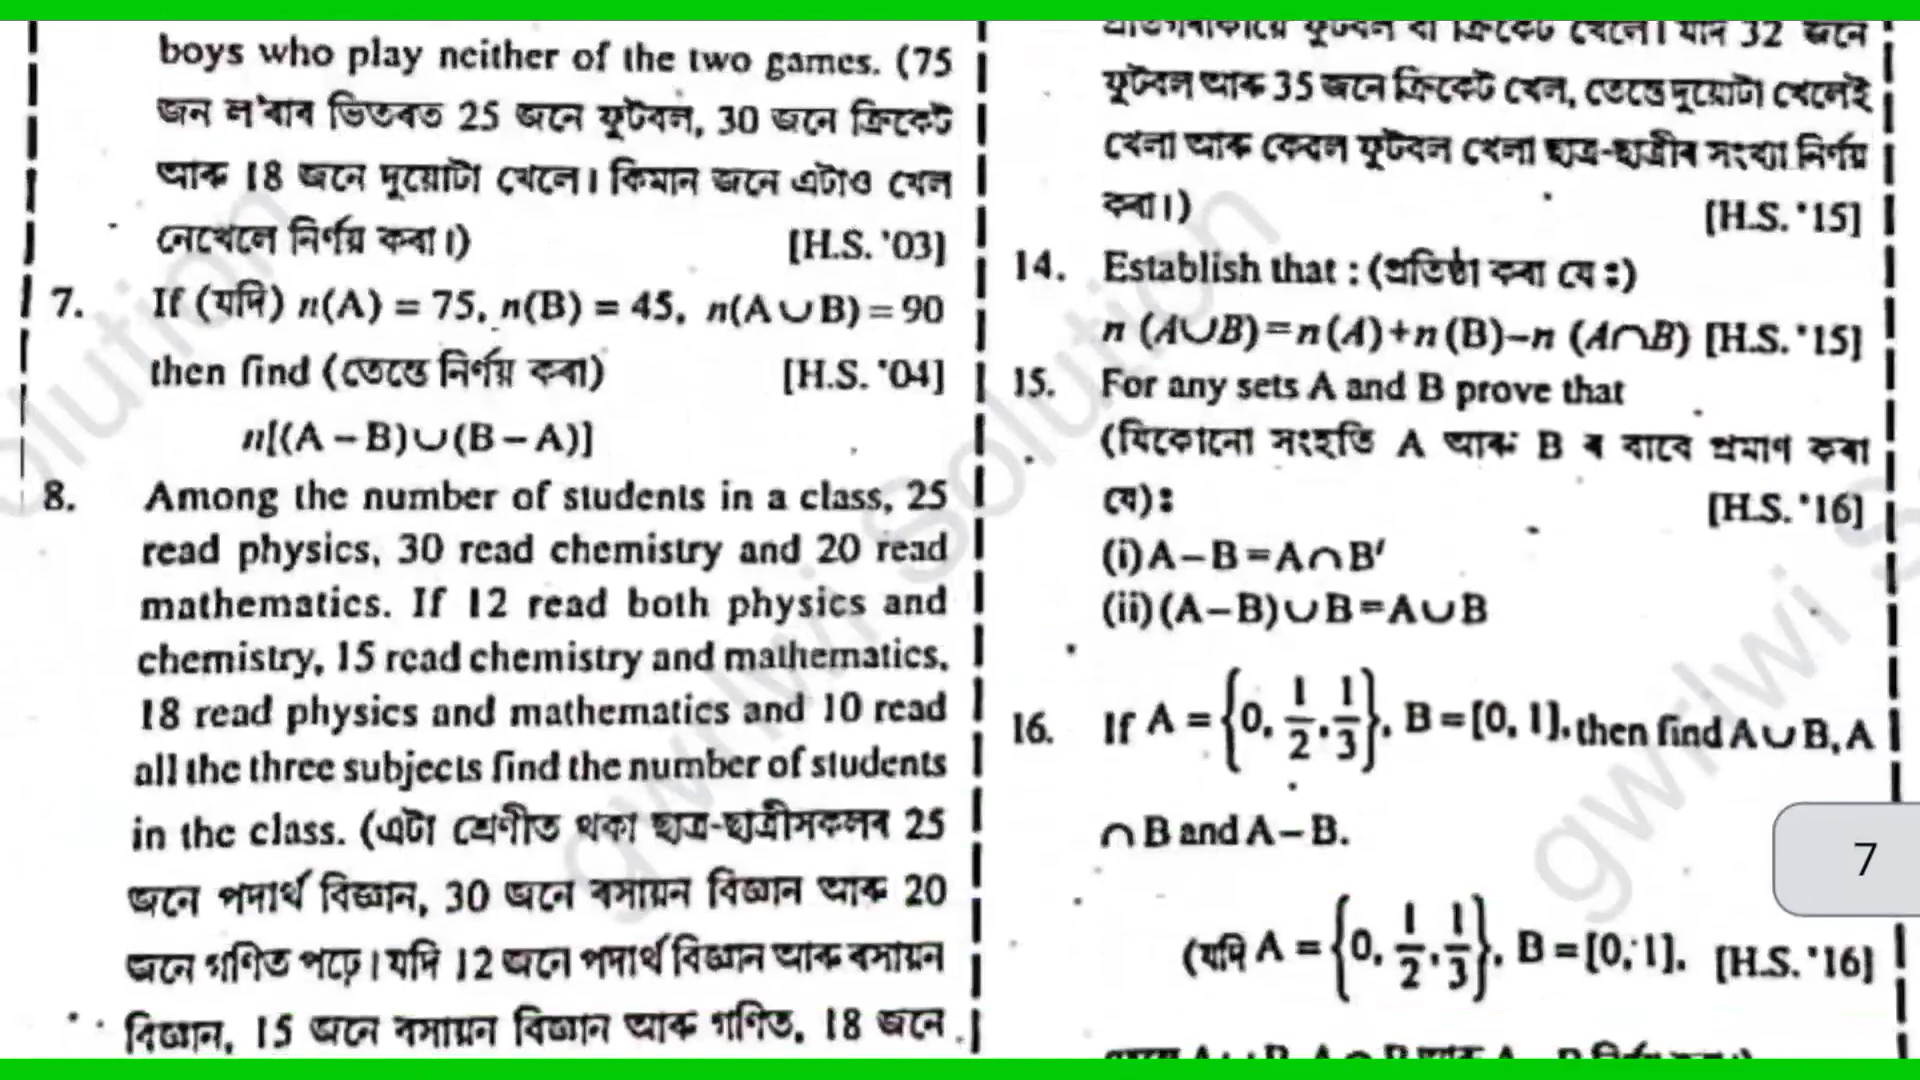 boys who play neither of the two games. (75
জন ল'ৰাৰ ভিতৰত 25 জনে ফুটবল, 30 জনে ক্রিকেট
আৰু 18 জনে দুয়োটা খেলে। কিমান জনে এটাও খেল
নেখেলে নিৰ্ণয় কৰা।) [H.S. '03]
7. If (যদি) n(A) = 75, n(B) = 45, n(A∪B) = 90
then find (তেন্তে নিৰ্ণয় কৰা) [H.S. '04]
n[(A – B)∪(B – A)]
8. Among the number of students in a class, 25
read physics, 30 read chemistry and 20 read
mathematics. If 12 read both physics and
chemistry, 15 read chemistry and mathematics,
18 read physics and mathematics and 10 read
all the three subjects find the number of students
in the class. (এটা শ্রেণীত থকা ছাত্র-ছাত্রীসকলৰ 25
জনে পদাৰ্থ বিজ্ঞান, 30 জনে ৰসায়ন বিজ্ঞান আৰু 20
জনে গণিত পঢ়ে। যদি 12 জনে পদাৰ্থ বিজ্ঞান আৰু ৰসায়ন
বিজ্ঞান, 15 জনে ৰসায়ন বিজ্ঞান আৰু গণিত, 18 জনে
ফুটবল বা ক্রিকেট খেলে। যদি 32 জনে
ফুটবল আৰু 35 জনে ক্রিকেট খেল, তেন্তে দুয়োটা খেলেই
খেলা আৰু কেৱল ফুটবল খেলা ছাত্র-ছাত্রীৰ সংখ্যা নিৰ্ণয়
কৰা।) [H.S. '15]
14. Establish that : (প্ৰতিষ্ঠা কৰা যে :)
n (A∪B)=n(A)+n(B)–n (A∩B) [H.S. '15]
15. For any sets A and B prove that
(যিকোনো সংহতি A আৰু B ৰ বাবে প্ৰমাণ কৰা
যে) : [H.S. '16]
(i) A – B = A∩B′
(ii) (A – B)∪B = A∪B
16. If A = {0, 1/2, 1/3}, B = [0, 1], then find A∪B, A
∩ B and A – B.
7
(যদি A = {0, 1/2, 1/3}, B = [0, 1]. [H.S. '16]
gwrlwi Solution